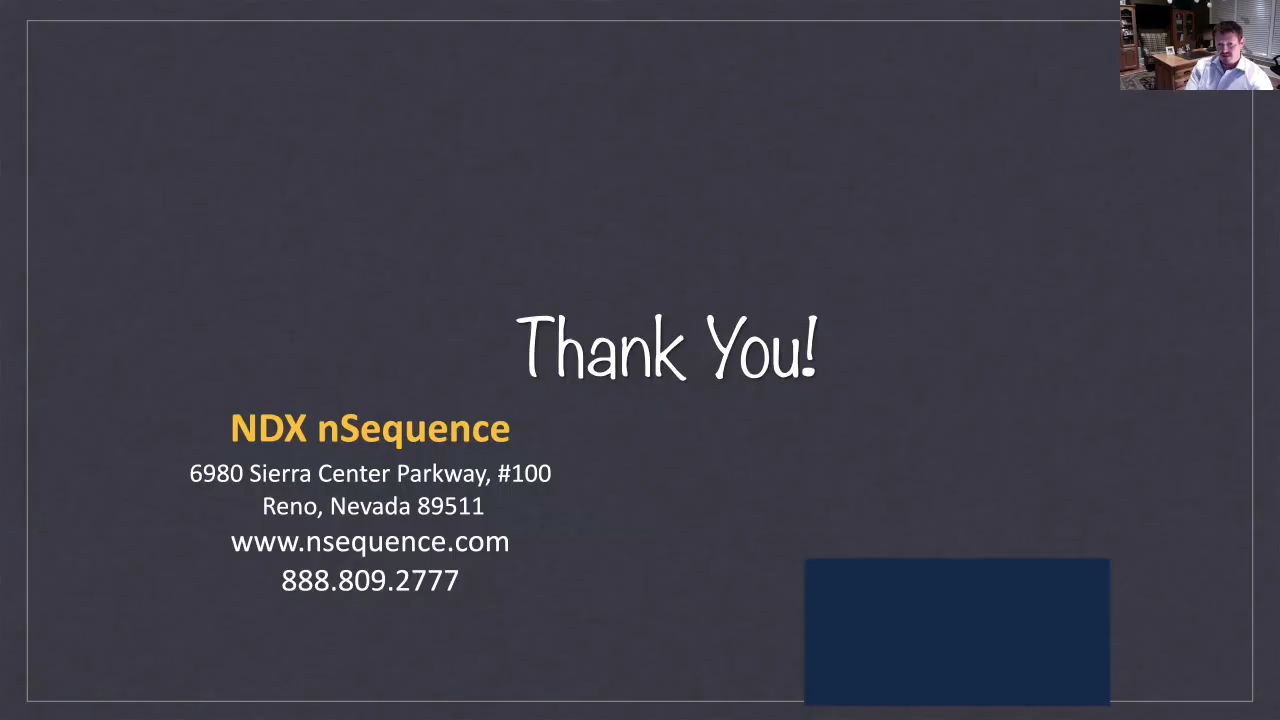 Thank You!
NDX nSequence
6980 Sierra Center Parkway, #100
Reno, Nevada 89511
www.nsequence.com
888.809.2777